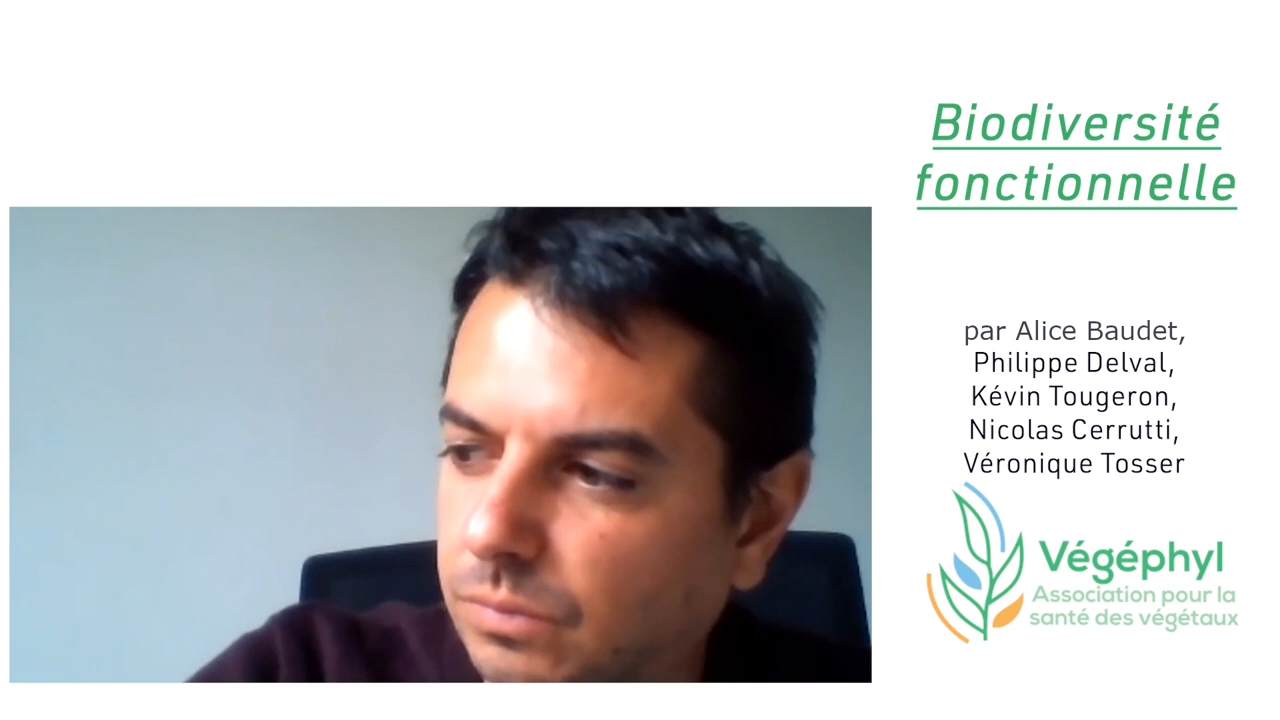 Biodiversité
fonctionnelle
par Alice Baudet,
Philippe Delval,
Kévin Tougeron,
Nicolas Cerrutti,
Véronique Tosser
Végéphyl
Association pour la
santé des végétaux